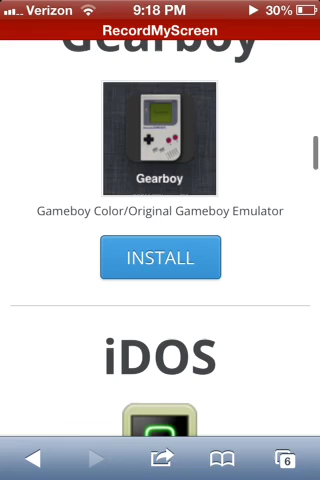 Verizon 9:18 PM 30%
RecordMyScreen
Gearboy
Gearboy
Gameboy Color/Original Gameboy Emulator
INSTALL
iDOS
6